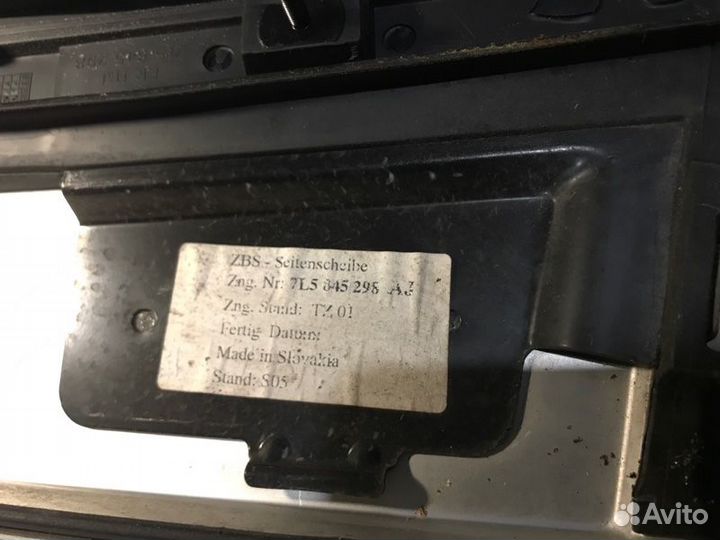 ZBS - Seitenscheibe
Zng. Nr: 7L5 845 298 A3
Zng. Stand: TZ 01
Fertig Datum:
Made in Slovakia
Stand: S05
Avito